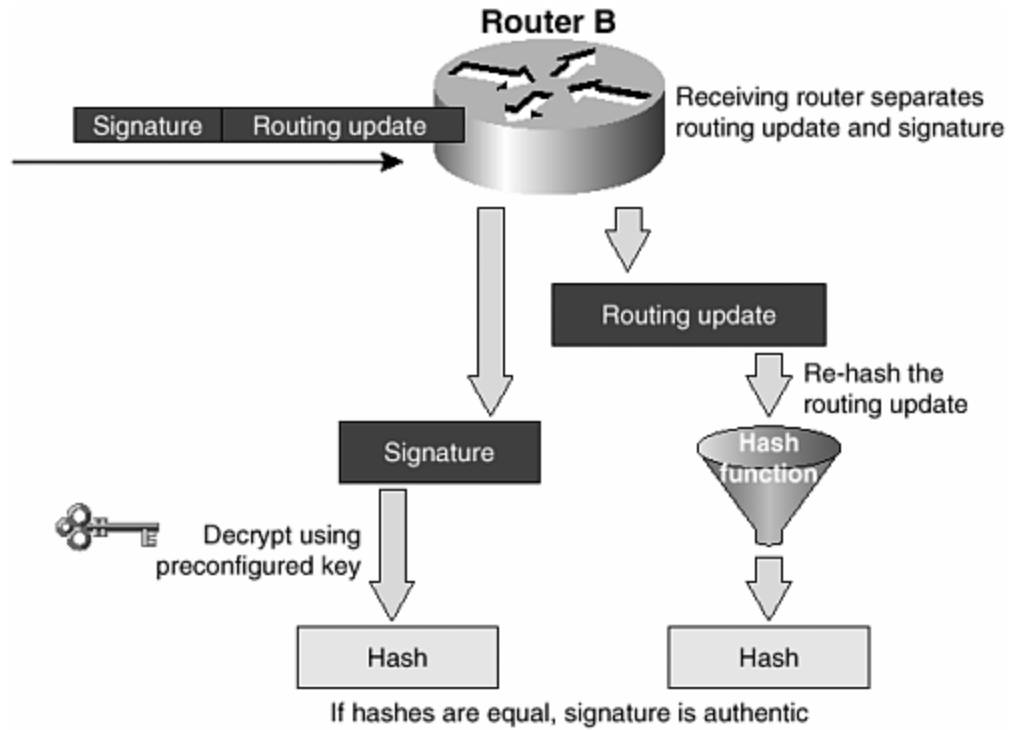 Router B
Signature
Routing update
Receiving router separates
routing update and signature
Routing update
Re-hash the
routing update
Hash
function
Signature
Decrypt using
preconfigured key
Hash
Hash
If hashes are equal, signature is authentic